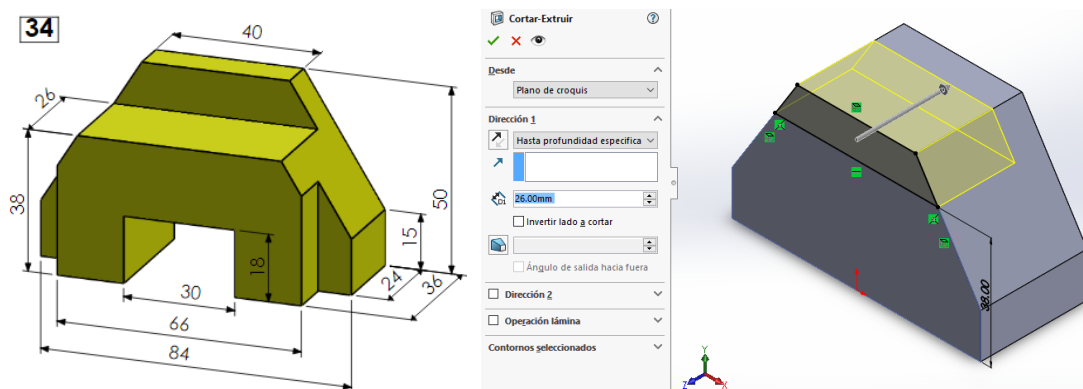 34
40
26
38
50
15
18
24
36
30
66
84
Cortar-Extruir
Desde
Plano de croquis
Dirección 1
Hasta profundidad especifica
D1
26.00mm
Invertir lado a cortar
Ángulo de salida hacia fuera
Dirección 2
Operación lámina
Contornos seleccionados
38.00
Y
Z
X